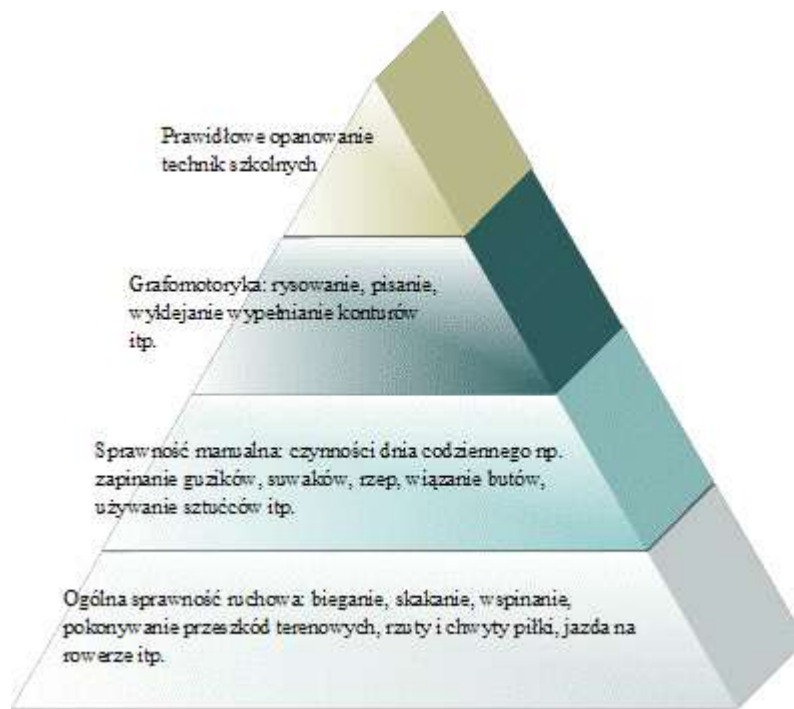 Prawidłowe opanowanie
technik szkolnych
Grafomotoryka: rysowanie, pisanie,
wyklejanie wypełnianie konturów
itp.
Sprawność manualna: czynności dnia codziennego np.
zapinanie guzików, suwaków, rzep, wiązanie butów,
używanie sztućców itp.
Ogólna sprawność ruchowa: bieganie, skakanie, wspinanie,
pokonywanie przeszkód terenowych, rzuty i chwyty piłki, jazda na
rowerze itp.